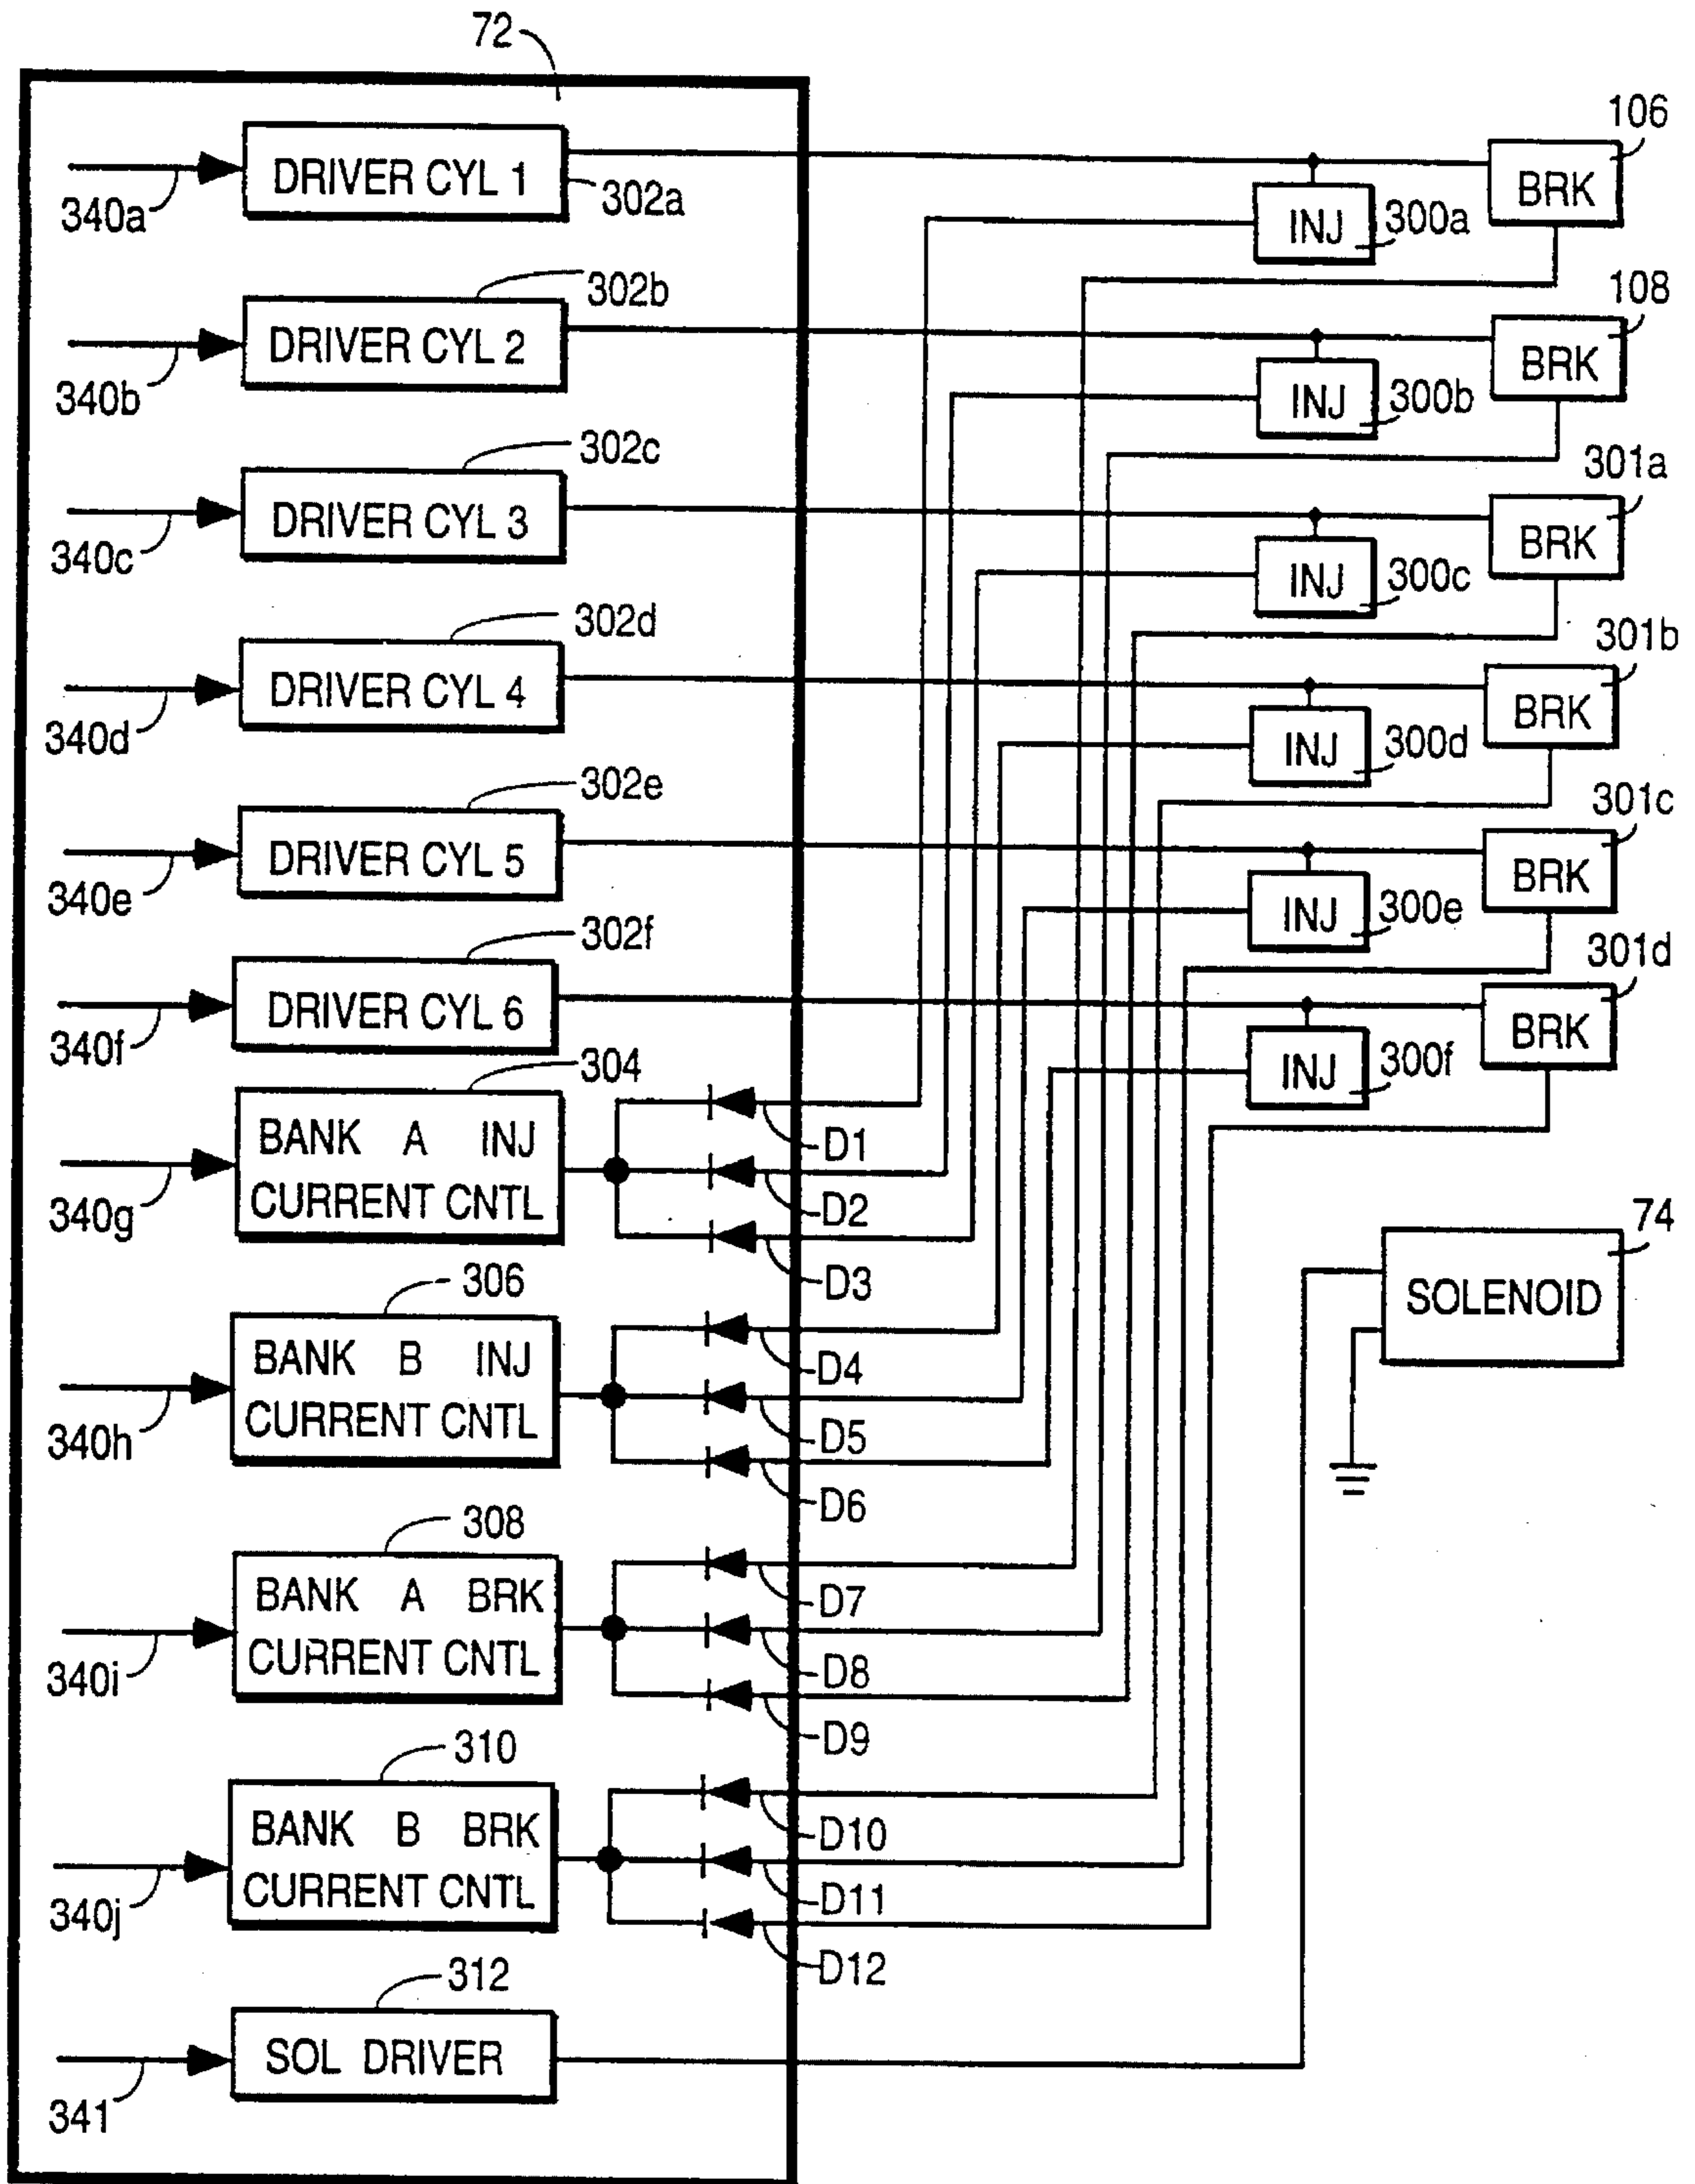 72
DRIVER CYL 1
302a
340a
106
BRK
INJ
300a
302b
DRIVER CYL 2
340b
108
BRK
INJ
300b
302c
DRIVER CYL 3
340c
301a
BRK
INJ
300c
302d
DRIVER CYL 4
340d
301b
BRK
INJ
300d
302e
DRIVER CYL 5
340e
301c
BRK
INJ
300e
302f
DRIVER CYL 6
340f
301d
BRK
INJ
300f
304
BANK A INJ
CURRENT CNTL
340g
D1
D2
D3
74
SOLENOID
306
BANK B INJ
CURRENT CNTL
340h
D4
D5
D6
308
BANK A BRK
CURRENT CNTL
340i
D7
D8
D9
310
BANK B BRK
CURRENT CNTL
340j
D10
D11
D12
312
SOL DRIVER
341